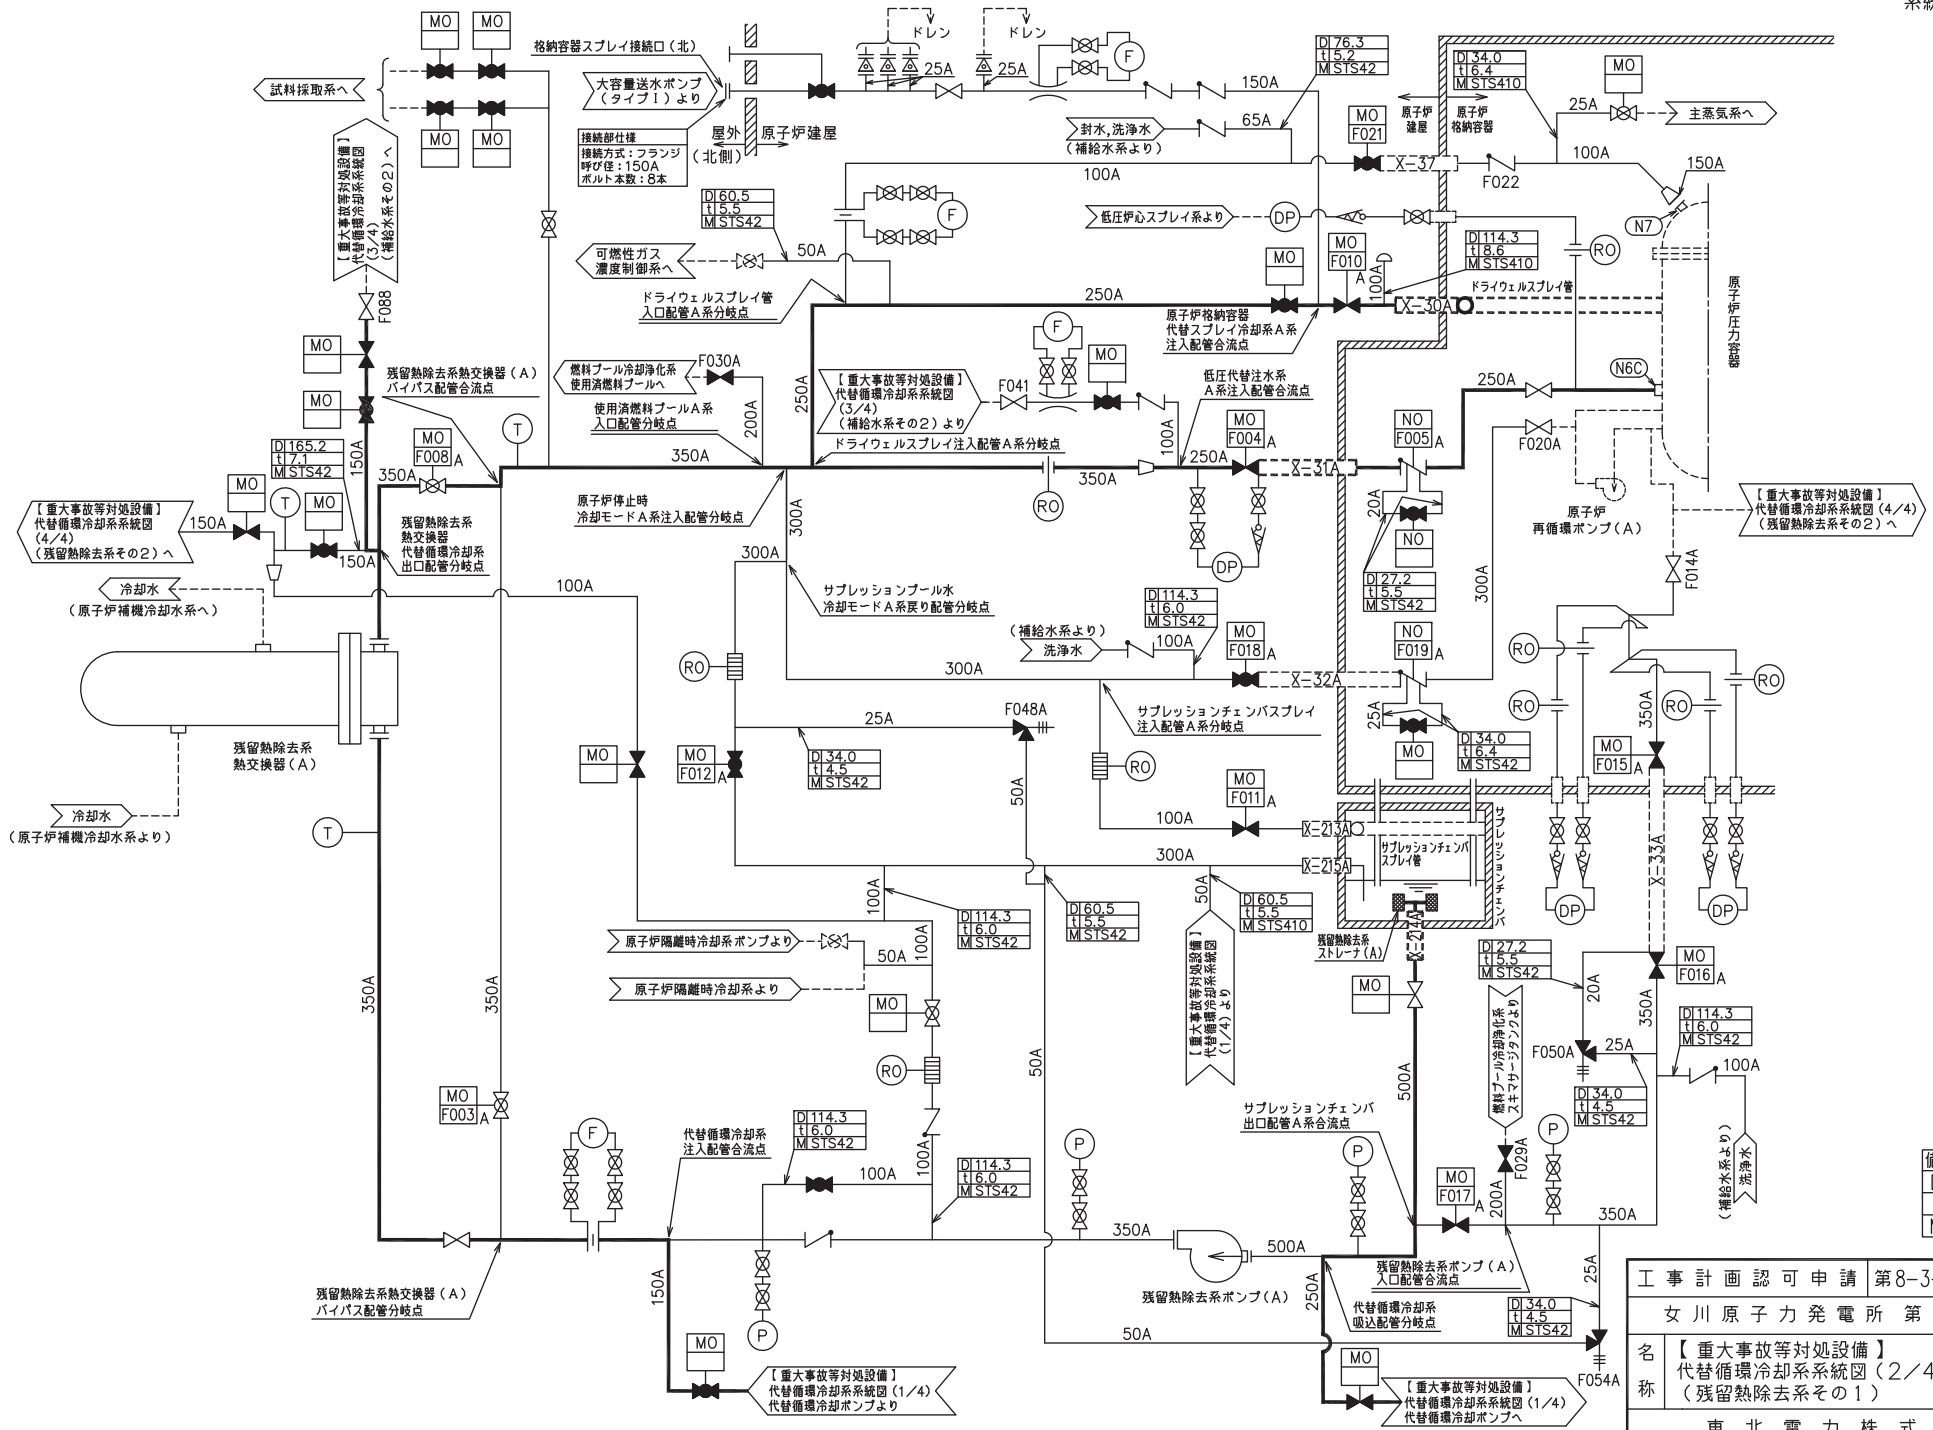 系統
MO
MO
MO
MO
試料採取系へ
格納容器スプレイ接続口(北)
大容量送水ポンプ
(タイプI)より
接続部仕様
接続方式:フランジ
呼び径:150A
ボルト本数:8本
屋外
原子炉建屋
(北側)
ドレン
ドレン
25A
25A
F
150A
D 76.3
t 5.2
M STS42
封水,洗浄水
(補給水系より)
65A
MO
F021
原子炉
建屋
原子炉
格納容器
D 34.0
t 6.4
M STS410
MO
25A
主蒸気系へ
X-37
F022
100A
150A
N7
100A
【重大事故等対処設備】
代替循環冷却系系統図
(3/4)
(補給水系その2)へ
F088
D 60.5
t 5.5
M STS42
F
可燃性ガス
濃度制御系へ
50A
低圧炉心スプレイ系より
DP
RO
MO
MO
F010
A
100A
D 114.3
t 8.6
M STS410
ドライウェルスプレイ管
X-30A
原子炉圧力容器
ドライウェルスプレイ管
入口配管A系分岐点
250A
原子炉格納容器
代替スプレイ冷却系A系
注入配管合流点
MO
MO
残留熱除去系熱交換器(A)
バイパス配管合流点
燃料プール冷却浄化系
使用済燃料プールへ
F030A
使用済燃料プールA系
入口配管分岐点
200A
250A
【重大事故等対処設備】
代替循環冷却系系統図
(3/4)
(補給水系その2)より
F041
F
MO
100A
低圧代替注水系
A系注入配管合流点
ドライウェルスプレイ注入配管A系分岐点
N6C
250A
F020A
D 165.2
t 7.1
M STS42
150A
MO
F008
A
350A
T
350A
350A
250A
MO
F004
A
X-31A
NO
F005
A
RO
MO
T
MO
【重大事故等対処設備】
代替循環冷却系系統図
(4/4)
(残留熱除去系その2)へ
150A
150A
残留熱除去系
熱交換器
代替循環冷却系
出口配管分岐点
原子炉停止時
冷却モードA系注入配管分岐点
300A
DP
20A
NO
D 27.2
t 5.5
M STS42
原子炉
再循環ポンプ(A)
【重大事故等対処設備】
代替循環冷却系系統図(4/4)
(残留熱除去系その2)へ
F014A
冷却水
(原子炉補機冷却水系へ)
100A
300A
サプレッションプール水
冷却モードA系戻り配管分岐点
(補給水系より)
洗浄水
100A
D 114.3
t 6.0
M STS42
MO
F018
A
NO
F019
A
300A
RO
300A
X-32A
RO
RO
RO
RO
350A
25A
MO
D 34.0
t 6.4
M STS42
残留熱除去系
熱交換器(A)
MO
MO
F012
A
25A
F048A
D 34.0
t 4.5
M STS42
50A
サプレッションチェンバスプレイ
注入配管A系分岐点
RO
MO
F011
A
MO
F015
A
冷却水
(原子炉補機冷却水系より)
T
100A
X-213A
サプレッションチェンバ
スプレイ管
サプレッションチェンバ
300A
X-215A
X-33A
DP
DP
100A
D 114.3
t 6.0
M STS42
D 60.5
t 5.5
M STS42
50A
D 60.5
t 5.5
M STS410
残留熱除去系
ストレーナ(A)
X-214A
原子炉隔離時冷却系ポンプより
50A
100A
原子炉隔離時冷却系より
MO
【重大事故等対処設備】
代替循環冷却系系統図
(1/4)より
MO
D 27.2
t 5.5
M STS42
20A
MO
F016
A
350A
350A
350A
RO
50A
500A
燃料プール冷却浄化系
スキマサージタンクより
F050A
25A
D 114.3
t 6.0
M STS42
100A
D 34.0
t 4.5
M STS42
(補給水系より)
洗浄水
MO
F003
A
F
代替循環冷却系
注入配管合流点
D 114.3
t 6.0
M STS42
100A
100A
D 114.3
t 6.0
M STS42
P
サプレッションチェンバ
出口配管A系合流点
P
MO
F017
A
F029A
200A
P
350A
350A
500A
残留熱除去系ポンプ(A)
残留熱除去系ポンプ(A)
入口配管合流点
250A
代替循環冷却系
吸込配管分岐点
25A
D 34.0
t 4.5
M STS42
F054A
残留熱除去系熱交換器(A)
バイパス配管分岐点
150A
P
50A
MO
【重大事故等対処設備】
代替循環冷却系系統図(1/4)
代替循環冷却ポンプより
MO
【重大事故等対処設備】
代替循環冷却系系統図(1/4)
代替循環冷却ポンプへ
工事計画認可申請 第8-3-
女川原子力発電所 第
名称
【重大事故等対処設備】
代替循環冷却系系統図(2/4
(残留熱除去系その1)
東北電力株式